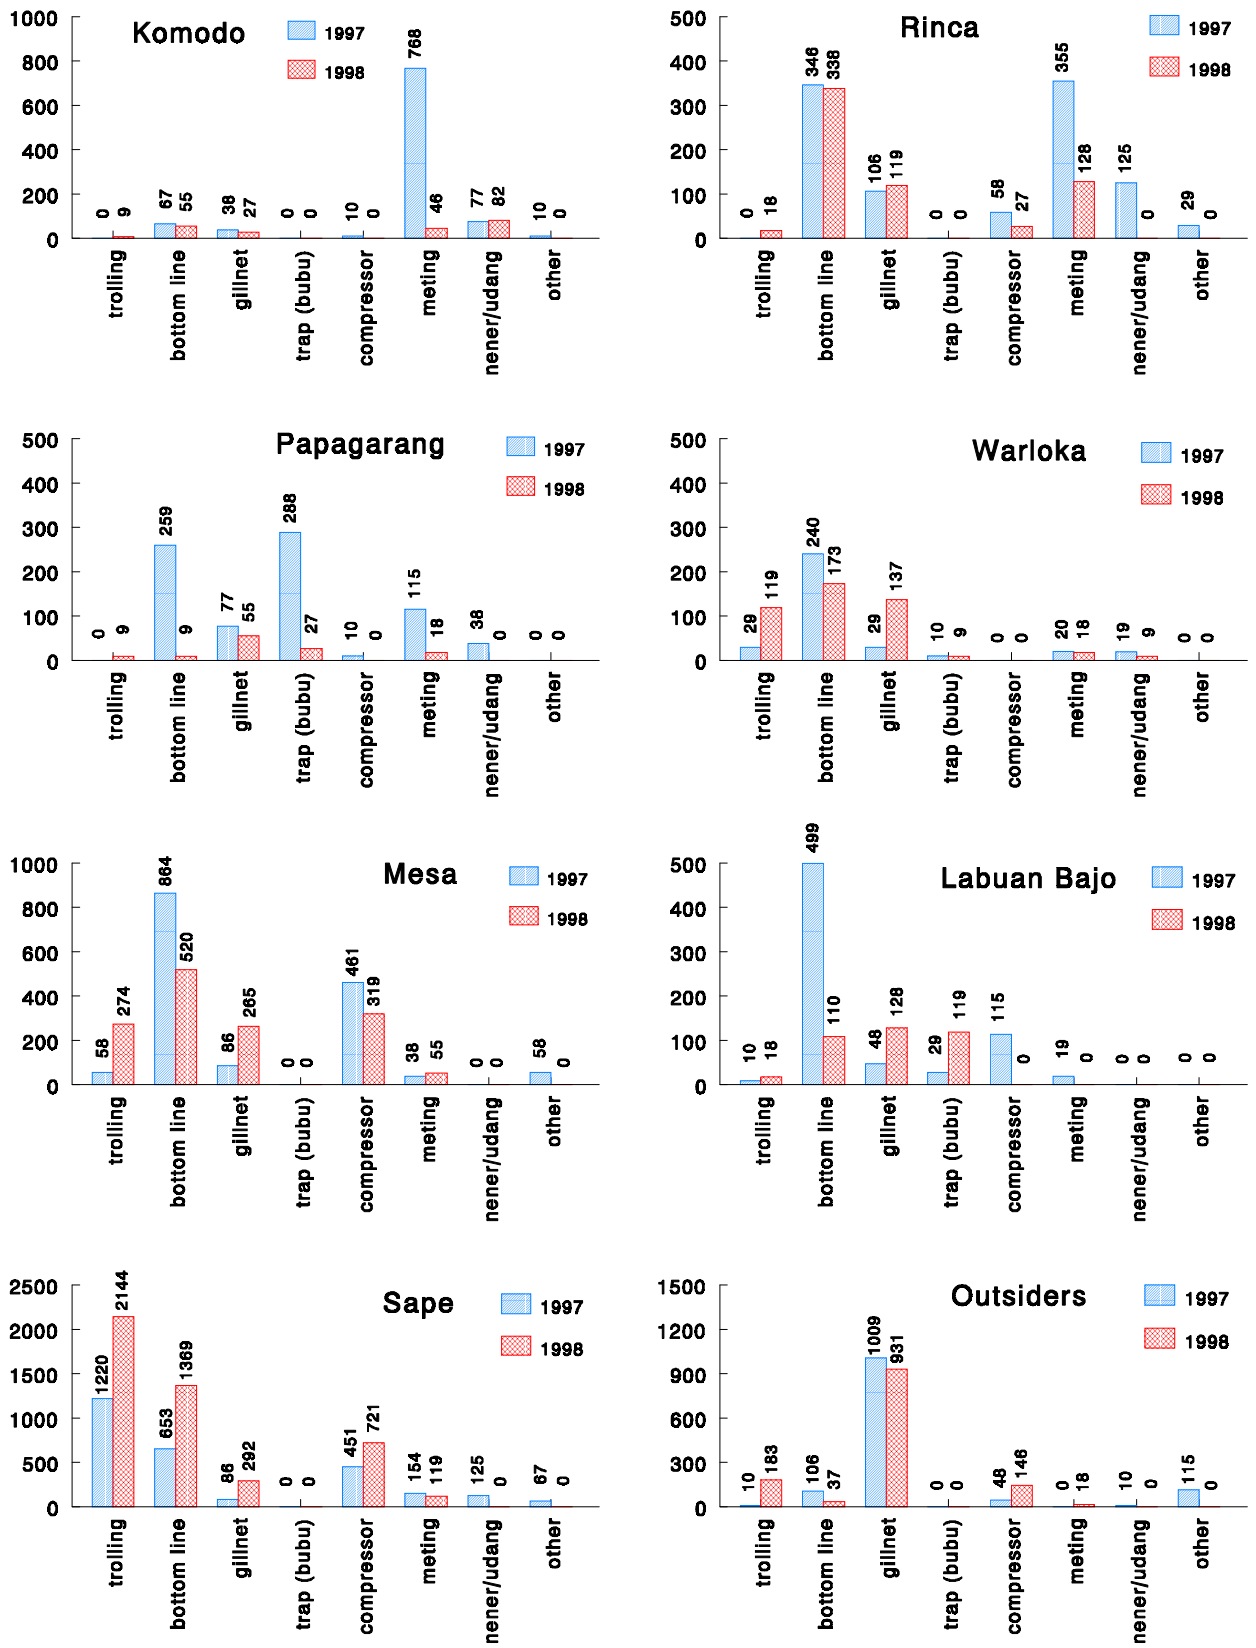 Komodo
1997
1998
1000
800
600
400
200
0
0 9 67 55 38 27 0 0 10 0 768 46 77 82 10 0
trolling
bottom line
gillnet
trap (bubu)
compressor
meting
nener/udang
other
Rinca
1997
1998
500
400
300
200
100
0
0 18 346 338 106 119 0 0 58 27 355 128 125 0 29 0
trolling
bottom line
gillnet
trap (bubu)
compressor
meting
nener/udang
other
Papagarang
1997
1998
500
400
300
200
100
0
0 9 259 9 77 55 288 27 10 0 115 18 38 0 0 0
trolling
bottom line
gillnet
trap (bubu)
compressor
meting
nener/udang
other
Warloka
1997
1998
500
400
300
200
100
0
29 119 240 173 29 137 10 9 0 0 20 18 19 9 0 0
trolling
bottom line
gillnet
trap (bubu)
compressor
meting
nener/udang
other
Mesa
1997
1998
1000
800
600
400
200
0
58 274 864 520 86 265 0 0 461 319 38 55 0 0 58 0
trolling
bottom line
gillnet
trap (bubu)
compressor
meting
nener/udang
other
Labuan Bajo
1997
1998
500
400
300
200
100
0
10 18 499 110 48 128 29 119 115 0 19 0 0 0 0 0
trolling
bottom line
gillnet
trap (bubu)
compressor
meting
nener/udang
other
Sape
1997
1998
2500
2000
1500
1000
500
0
1220 2144 653 1369 86 292 0 0 451 721 154 119 125 0 67 0
trolling
bottom line
gillnet
trap (bubu)
compressor
meting
nener/udang
other
Outsiders
1997
1998
1500
1200
900
600
300
0
10 183 106 37 1009 931 0 0 48 146 0 18 10 0 115 0
trolling
bottom line
gillnet
trap (bubu)
compressor
meting
nener/udang
other